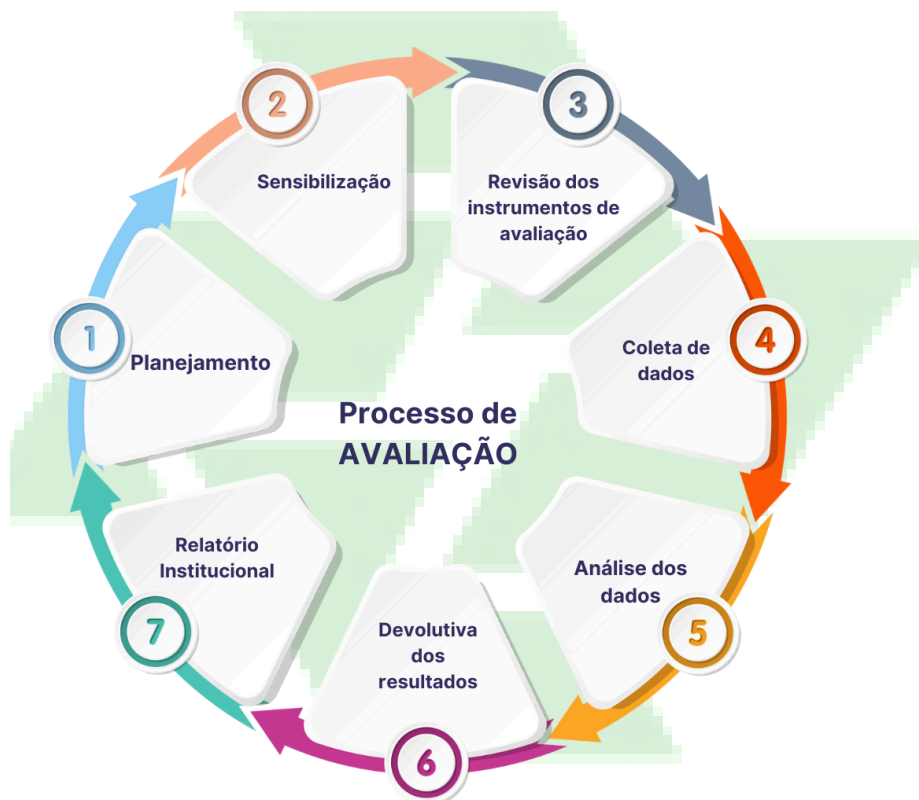 Processo de
AVALIAÇÃO
1
Planejamento
2
Sensibilização
3
Revisão dos
instrumentos de
avaliação
4
Coleta de
dados
5
Análise dos
dados
6
Devolutiva
dos
resultados
7
Relatório
Institucional